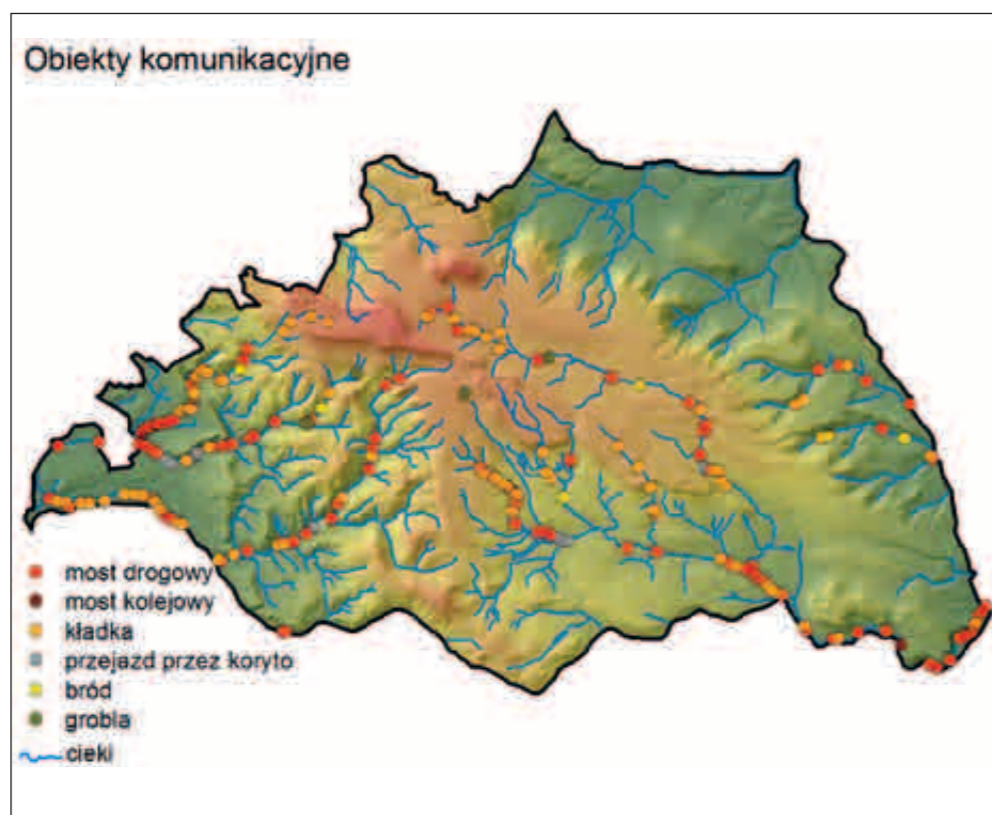 Obiekty komunikacyjne
most drogowy
most kolejowy
kładka
przejazd przez koryto
bród
grobla
cieki